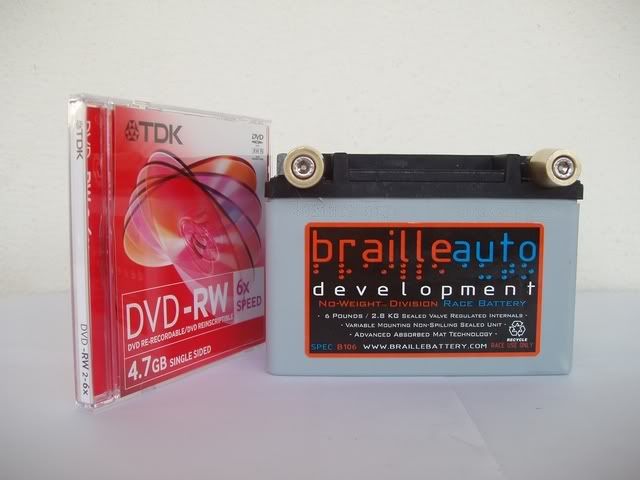 TDK
DVD-RW
6x
SPEED
DVD RE-RECORDABLE/DVD REINSCRIPTIBLE
4.7GB SINGLE SIDED
TDK
DVD-RW 2-6x
brailleauto
development
NO-WEIGHT™ DIVISION RACE BATTERY
· 6 POUNDS / 2.8 KG SEALED VALVE REGULATED INTERNALS ·
· VARIABLE MOUNTING NON-SPILLING SEALED UNIT ·
· ADVANCED ABSORBED MAT TECHNOLOGY ·
RECYCLE
SPEC B106 WWW.BRAILLEBATTERY.COM RACE USE ONLY